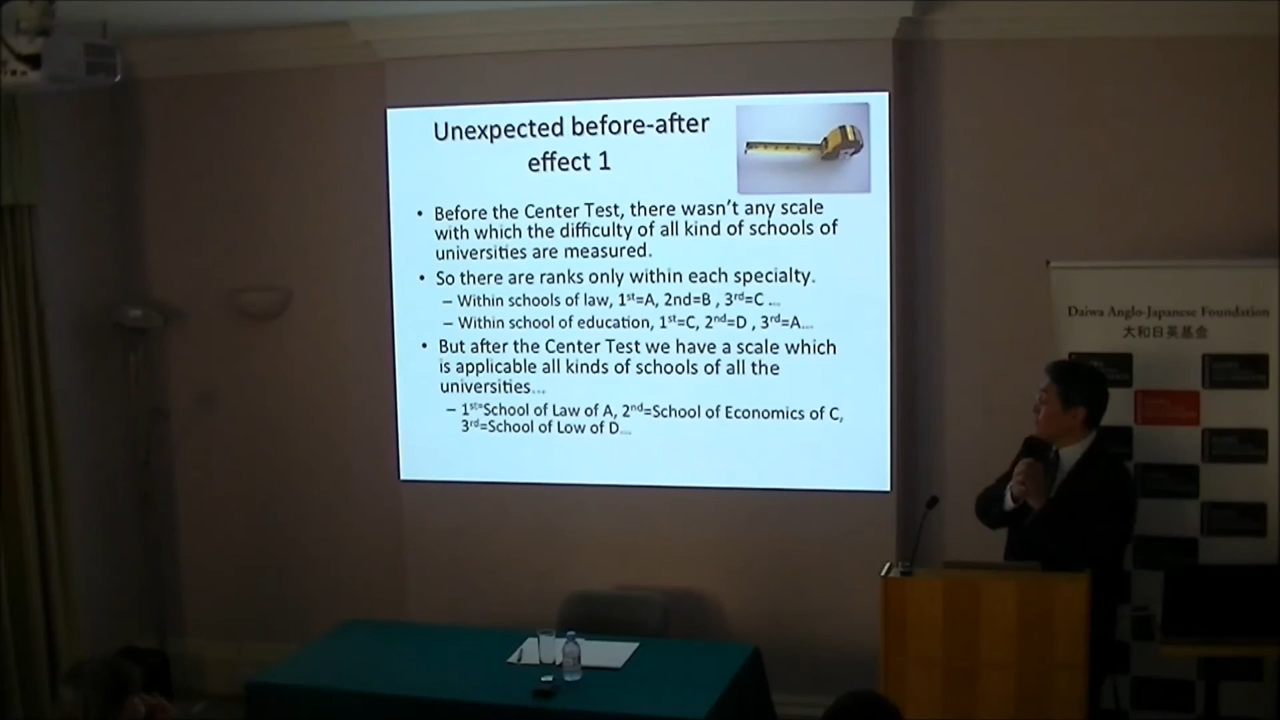 Unexpected before-after
effect 1
• Before the Center Test, there wasn't any scale
with which the difficulty of all kind of schools of
universities are measured.
• So there are ranks only within each specialty.
– Within schools of law, 1st=A, 2nd=B , 3rd=C ...
– Within school of education, 1st=C, 2nd=D , 3rd=A...
• But after the Center Test we have a scale which
is applicable all kinds of schools of all the
universities...
– 1st=School of Law of A, 2nd=School of Economics of C,
3rd=School of Low of D...
Daiwa Anglo-Japanese Foundation
大和日英基金